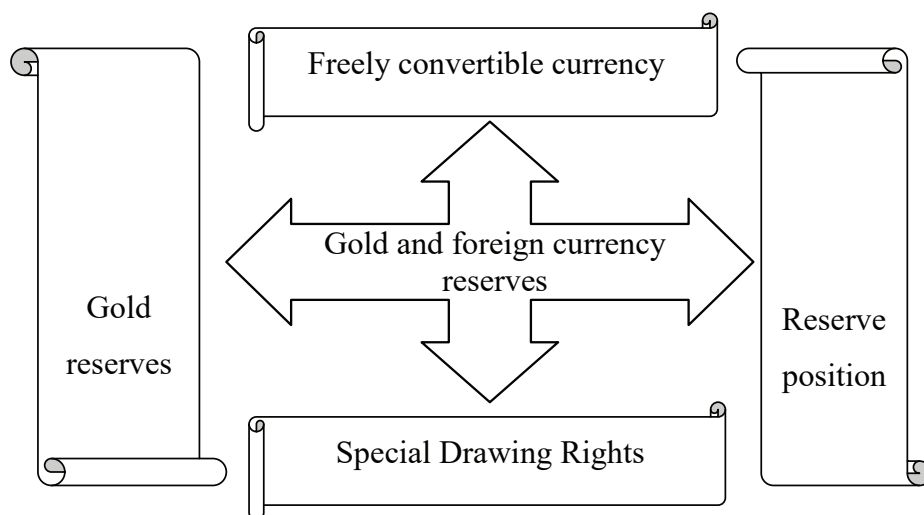 Freely convertible currency
Gold and foreign currency
reserves
Gold
reserves
Reserve
position
Special Drawing Rights